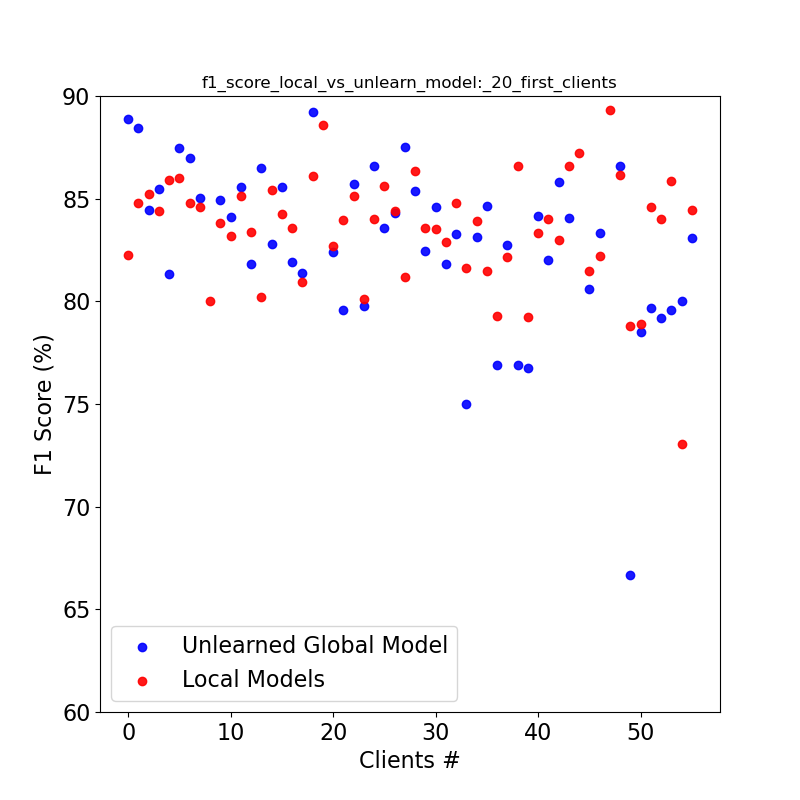 f1_score_local_vs_unlearn_model:_20_first_clients
90
85
80
75
70
65
60
F1 Score (%)
Unlearned Global Model
Local Models
0 10 20 30 40 50
Clients #